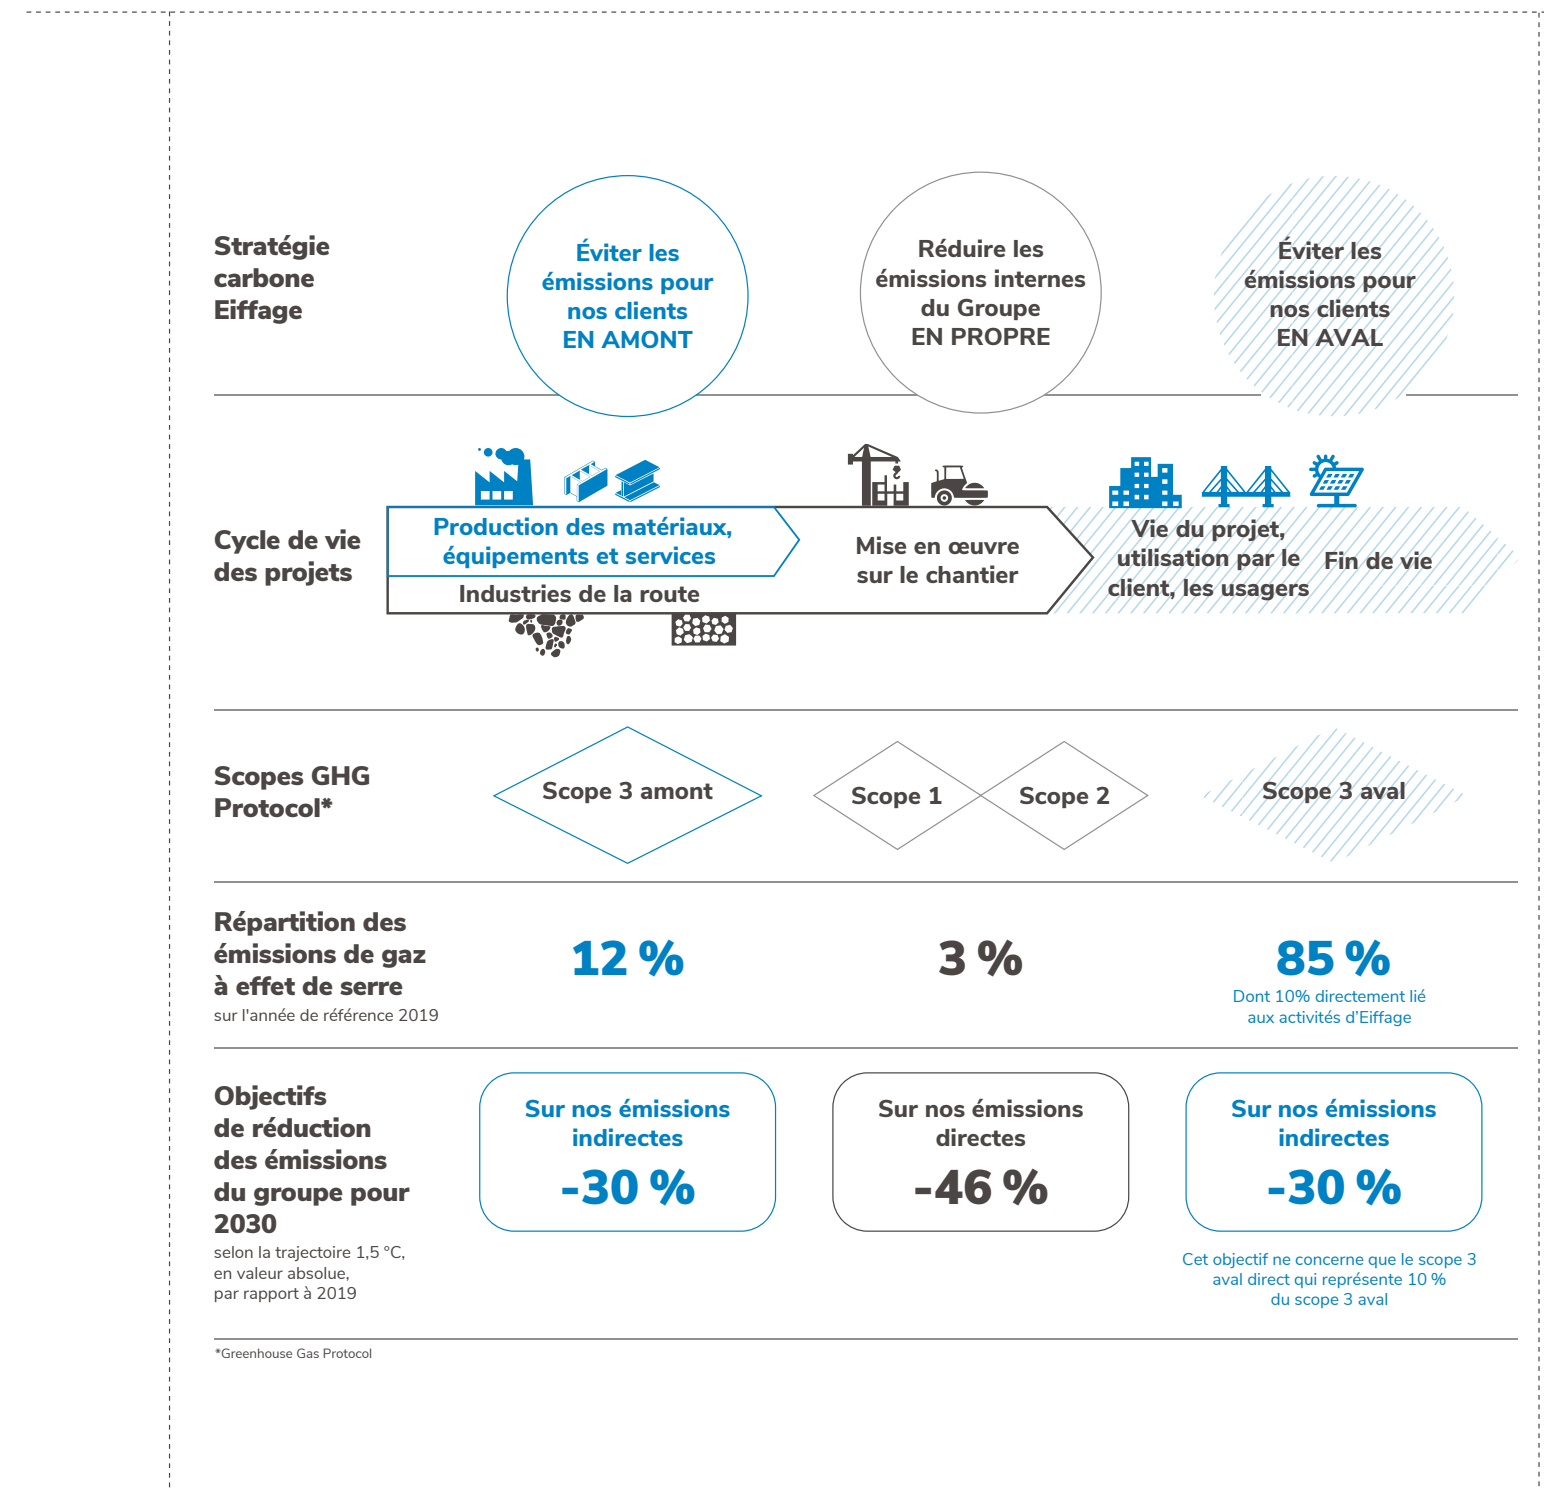 Stratégie
carbone
Eiffage
Éviter les
émissions pour
nos clients
EN AMONT
Réduire les
émissions internes
du Groupe
EN PROPRE
Éviter les
émissions pour
nos clients
EN AVAL
Cycle de vie
des projets
Production des matériaux,
équipements et services
Industries de la route
Mise en œuvre
sur le chantier
Vie du projet,
utilisation par le
client, les usagers
Fin de vie
Scopes GHG
Protocol*
Scope 3 amont
Scope 1
Scope 2
Scope 3 aval
Répartition des
émissions de gaz
à effet de serre
sur l'année de référence 2019
12 %
3 %
85 %
Dont 10% directement lié
aux activités d’Eiffage
Objectifs
de réduction
des émissions
du groupe pour
2030
selon la trajectoire 1,5 °C,
en valeur absolue,
par rapport à 2019
Sur nos émissions
indirectes
-30 %
Sur nos émissions
directes
-46 %
Sur nos émissions
indirectes
-30 %
Cet objectif ne concerne que le scope 3
aval direct qui représente 10 %
du scope 3 aval
*Greenhouse Gas Protocol